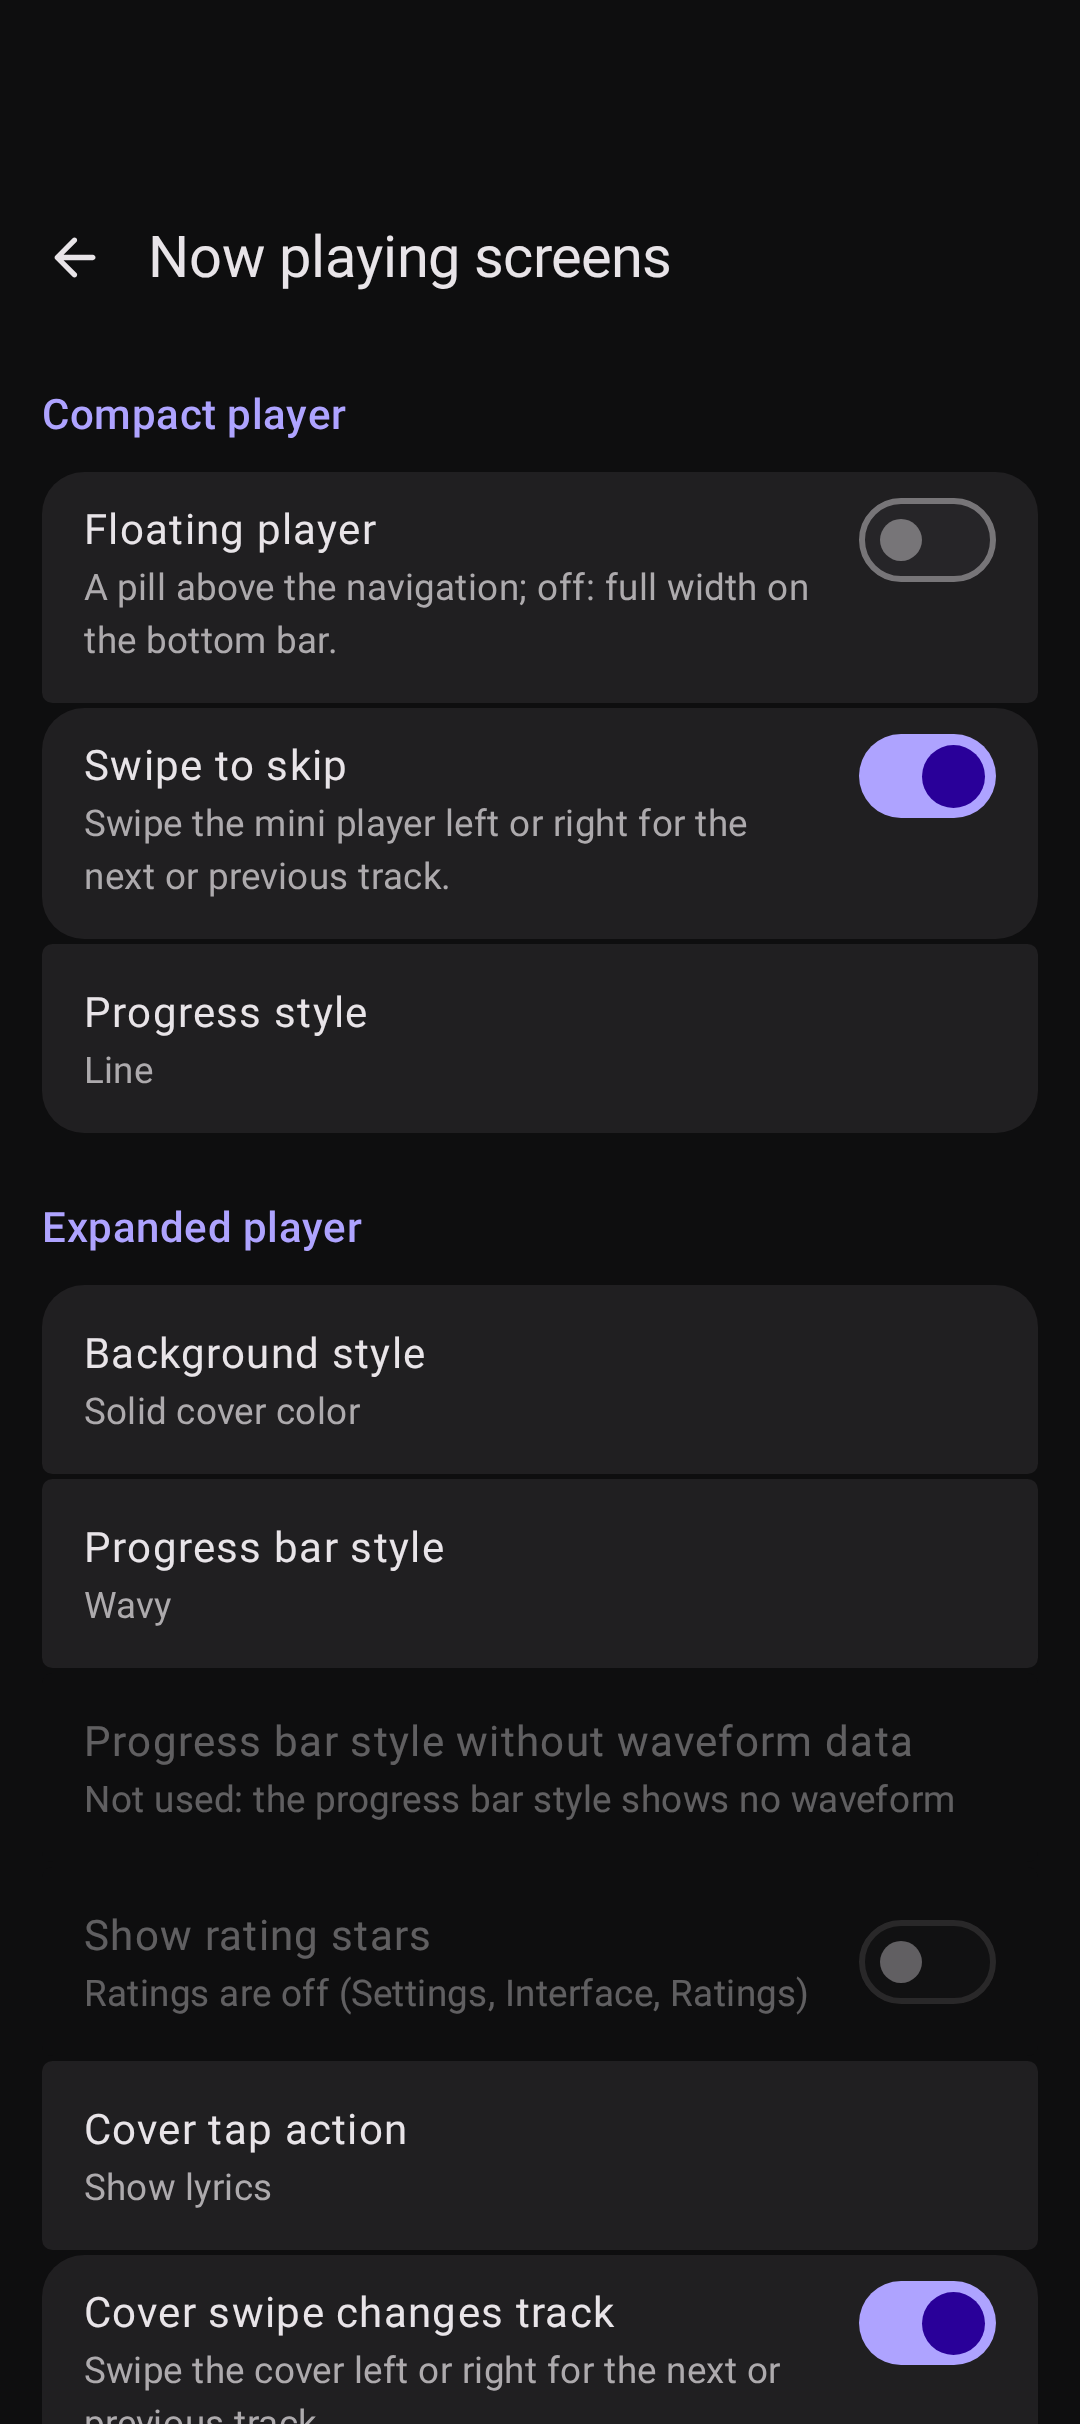 Now playing screens
Compact player
Floating player
A pill above the navigation; off: full width on
the bottom bar.
Swipe to skip
Swipe the mini player left or right for the
next or previous track.
Progress style
Line
Expanded player
Background style
Solid cover color
Progress bar style
Wavy
Progress bar style without waveform data
Not used: the progress bar style shows no waveform
Show rating stars
Ratings are off (Settings, Interface, Ratings)
Cover tap action
Show lyrics
Cover swipe changes track
Swipe the cover left or right for the next or
previous track.